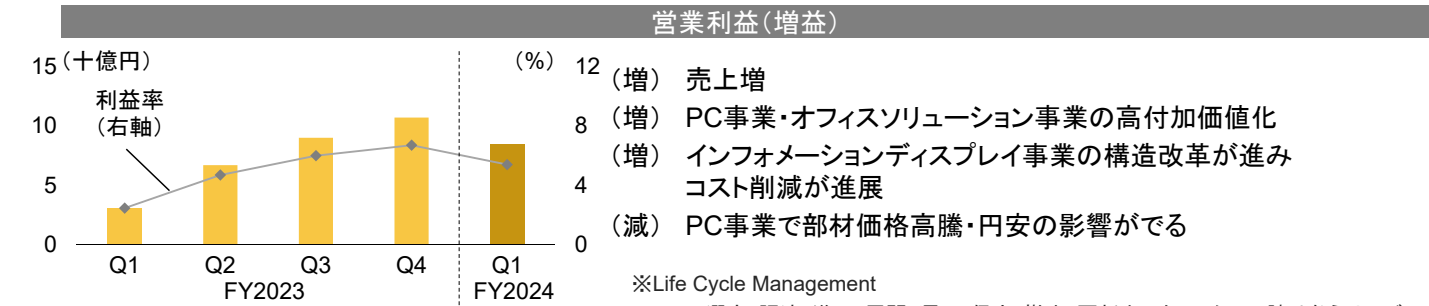 営業利益（増益）
15（十億円）
（%） 12
利益率
（右軸）
10
8
5
4
0
0
Q1 Q2 Q3 Q4 Q1
FY2023 FY2024
（増） 売上増
（増） PC事業・オフィスソリューション事業の高付加価値化
（増） インフォメーションディスプレイ事業の構造改革が進み
コスト削減が進展
（減） PC事業で部材価格高騰・円安の影響がでる
※Life Cycle Management